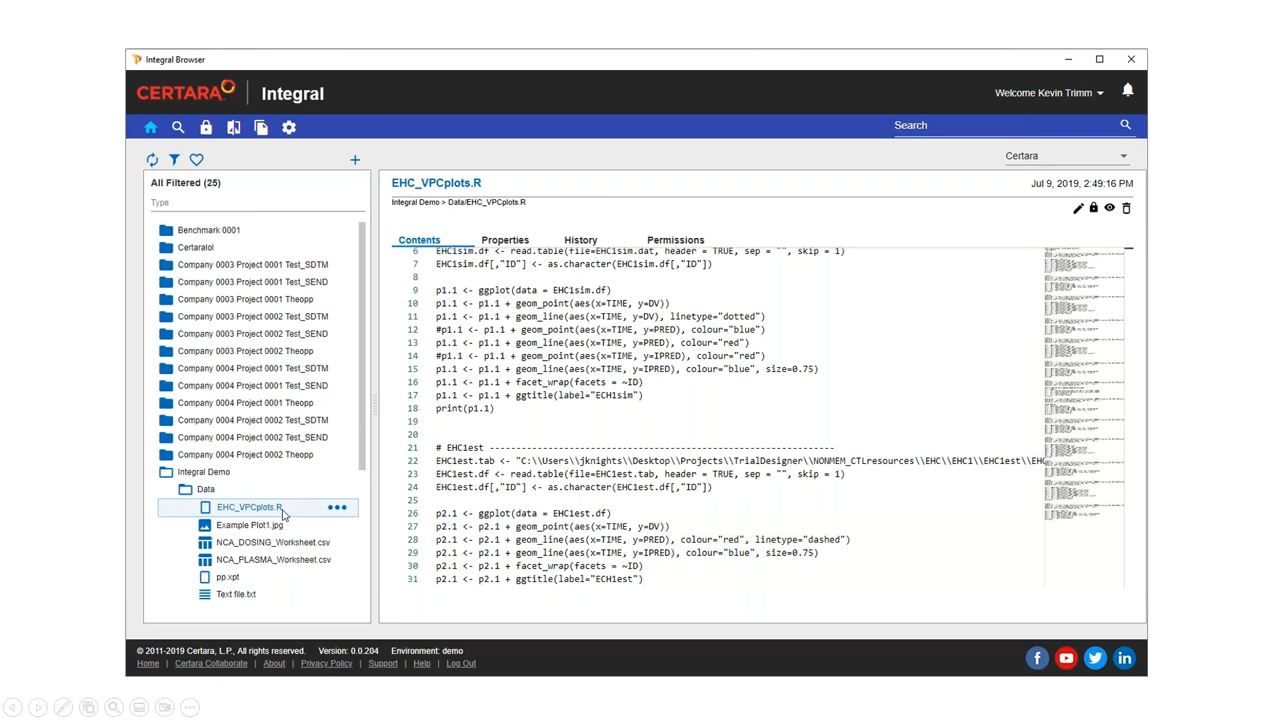 Integral Browser
CERTARA
Integral
Welcome Kevin Trimm
Search
Certara
All Filtered (25)
Type
Benchmark 0001
Certaralol
Company 0003 Project 0001 Test_SDTM
Company 0003 Project 0001 Test_SEND
Company 0003 Project 0001 Theopp
Company 0003 Project 0002 Test_SDTM
Company 0003 Project 0002 Test_SEND
Company 0003 Project 0002 Theopp
Company 0004 Project 0001 Test_SDTM
Company 0004 Project 0001 Test_SEND
Company 0004 Project 0001 Theopp
Company 0004 Project 0002 Test_SDTM
Company 0004 Project 0002 Test_SEND
Company 0004 Project 0002 Theopp
Integral Demo
Data
EHC_VPCplots.R
Example Plot1.jpg
NCA_DOSING_Worksheet.csv
NCA_PLASMA_Worksheet.csv
pp.xpt
Text file.txt
EHC_VPCplots.R
Jul 9, 2019, 2:49:16 PM
Integral Demo > Data/EHC_VPCplots.R
Contents Properties History Permissions
6 EHC1sim.df <- read.table(file=EHC1sim.dat, header = TRUE, sep = "", skip = 1)
7 EHC1sim.df[,"ID"] <- as.character(EHC1sim.df[,"ID"])
8
9 p1.1 <- ggplot(data = EHC1sim.df)
10 p1.1 <- p1.1 + geom_point(aes(x=TIME, y=DV))
11 p1.1 <- p1.1 + geom_line(aes(x=TIME, y=DV), linetype="dotted")
12 #p1.1 <- p1.1 + geom_point(aes(x=TIME, y=PRED), colour="blue")
13 p1.1 <- p1.1 + geom_line(aes(x=TIME, y=PRED), colour="red")
14 #p1.1 <- p1.1 + geom_point(aes(x=TIME, y=IPRED), colour="red")
15 p1.1 <- p1.1 + geom_line(aes(x=TIME, y=IPRED), colour="blue", size=0.75)
16 p1.1 <- p1.1 + facet_wrap(facets = ~ID)
17 p1.1 <- p1.1 + ggtitle(label="ECH1sim")
18 print(p1.1)
19
20
21 # EHC1est -----------------------------------------------------
22 EHC1est.tab <- "C:\\Users\\jknights\\Desktop\\Projects\\TrialDesigner\\NONMEM_CTLresources\\EHC\\EHC1\\EHC1est\\EHC
23 EHC1est.df <- read.table(file=EHC1est.tab, header = TRUE, sep = "", skip = 1)
24 EHC1est.df[,"ID"] <- as.character(EHC1est.df[,"ID"])
25
26 p2.1 <- ggplot(data = EHC1est.df)
27 p2.1 <- p2.1 + geom_point(aes(x=TIME, y=DV))
28 p2.1 <- p2.1 + geom_line(aes(x=TIME, y=PRED), colour="red", linetype="dashed")
29 p2.1 <- p2.1 + geom_line(aes(x=TIME, y=IPRED), colour="blue", size=0.75)
30 p2.1 <- p2.1 + facet_wrap(facets = ~ID)
31 p2.1 <- p2.1 + ggtitle(label="ECH1est")
© 2011-2019 Certara, L.P., All rights reserved. Version: 0.0.204 Environment: demo
Home | Certara Collaborate | About | Privacy Policy | Support | Help | Log Out